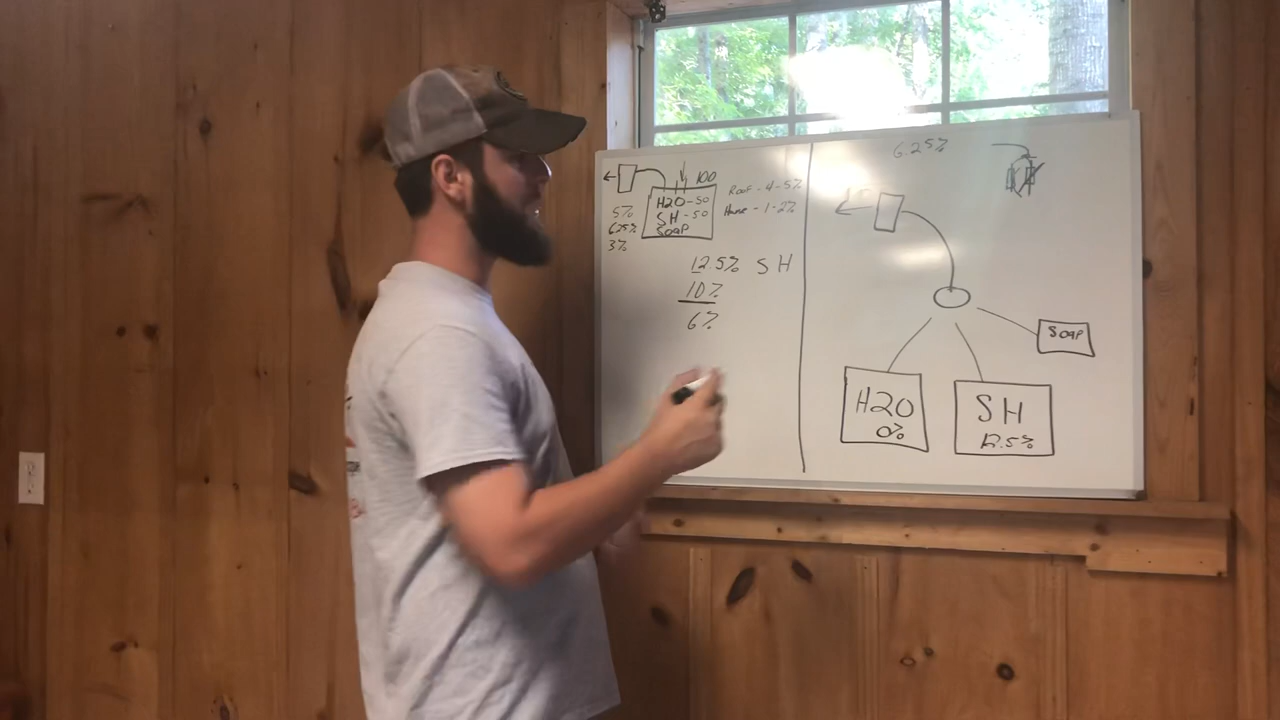 100
H2O-50
SH-50
SOAP
5%
6.25%
3%
Roof-4-5%
House-1-2%
12.5% SH
10%
6%
6.25%
SOAP
H2O
0%
SH
12.5%